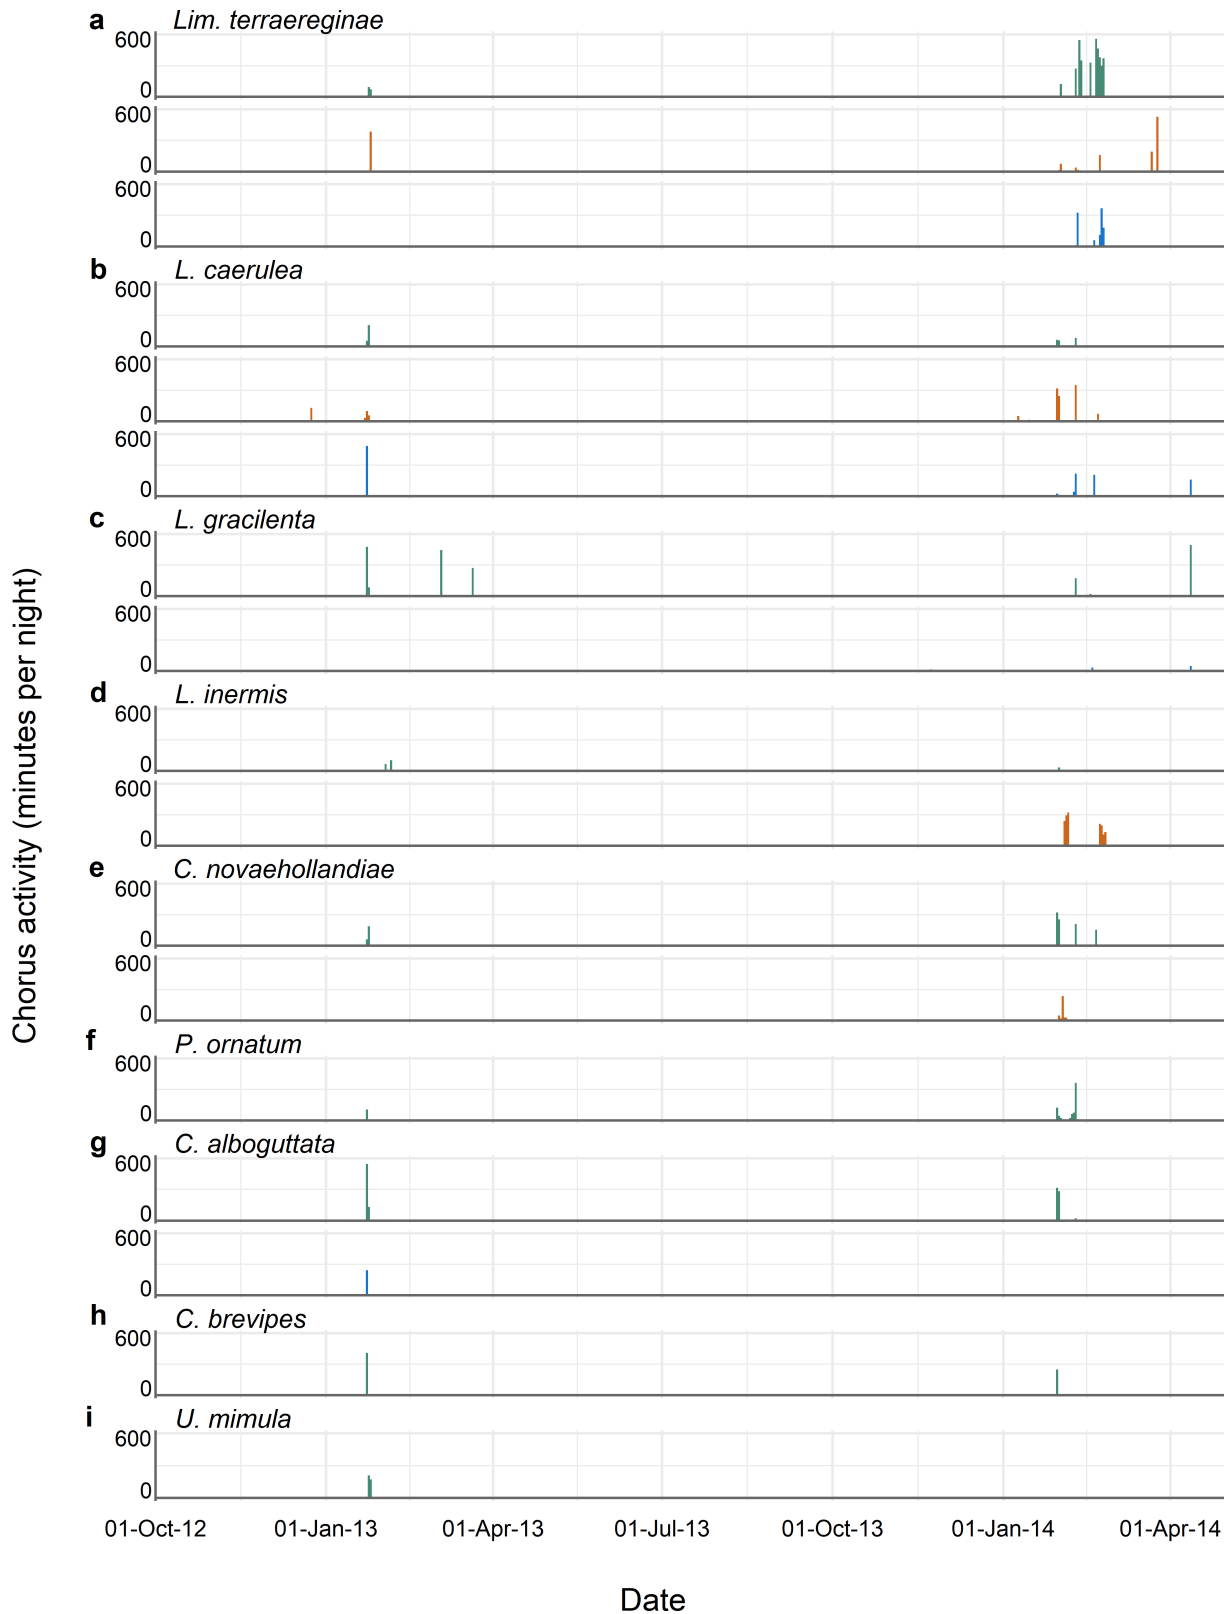 a Lim. terraereginae
600
0
600
0
600
0
b L. caerulea
600
0
600
0
600
0
c L. gracilenta
600
0
600
0
d L. inermis
600
0
600
0
e C. novaehollandiae
600
0
600
0
f P. ornatum
600
0
g C. alboguttata
600
0
600
0
h C. brevipes
600
0
i U. mimula
600
0
Chorus activity (minutes per night)
01-Oct-12 01-Jan-13 01-Apr-13 01-Jul-13 01-Oct-13 01-Jan-14 01-Apr-14
Date